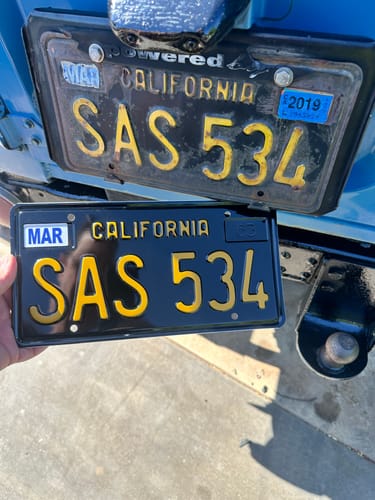 powered
MAR CALIFORNIA 2019
SAS 534
MAR CALIFORNIA
SAS 534